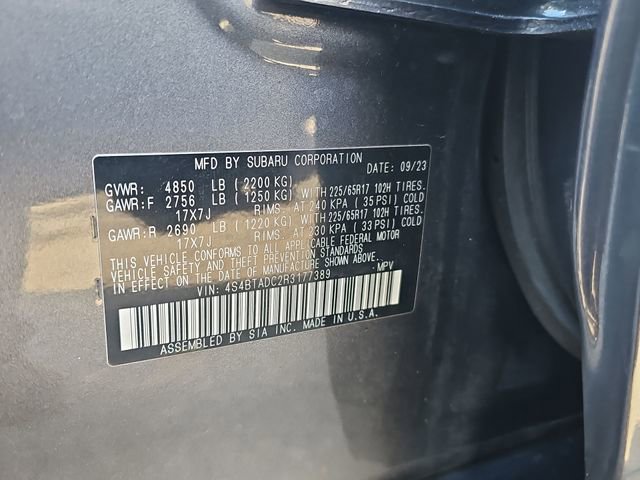 MFD BY SUBARU CORPORATION DATE: 09/23
GVWR: 4850 LB (2200 KG)
GAWR:F 2756 LB (1250 KG) WITH 225/65R17 102H TIRES.
17X7J RIMS. AT 240 KPA (35 PSI) COLD
GAWR:R 2690 LB (1220 KG) WITH 225/65R17 102H TIRES.
17X7J RIMS. AT 230 KPA (33 PSI) COLD
THIS VEHICLE CONFORMS TO ALL APPLICABLE FEDERAL MOTOR
VEHICLE SAFETY AND THEFT PREVENTION STANDARDS
IN EFFECT ON THE DATE OF MANUFACTURE SHOWN ABOVE.
VIN: 4S4BTADC2R3177389 MPV
ASSEMBLED BY SIA INC. MADE IN U.S.A.